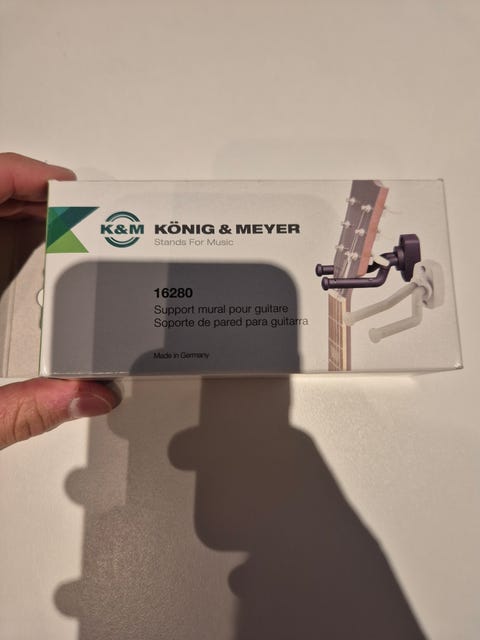 K&M KÖNIG & MEYER
Stands For Music
16280
Support mural pour guitare
Soporte de pared para guitarra
Made in Germany